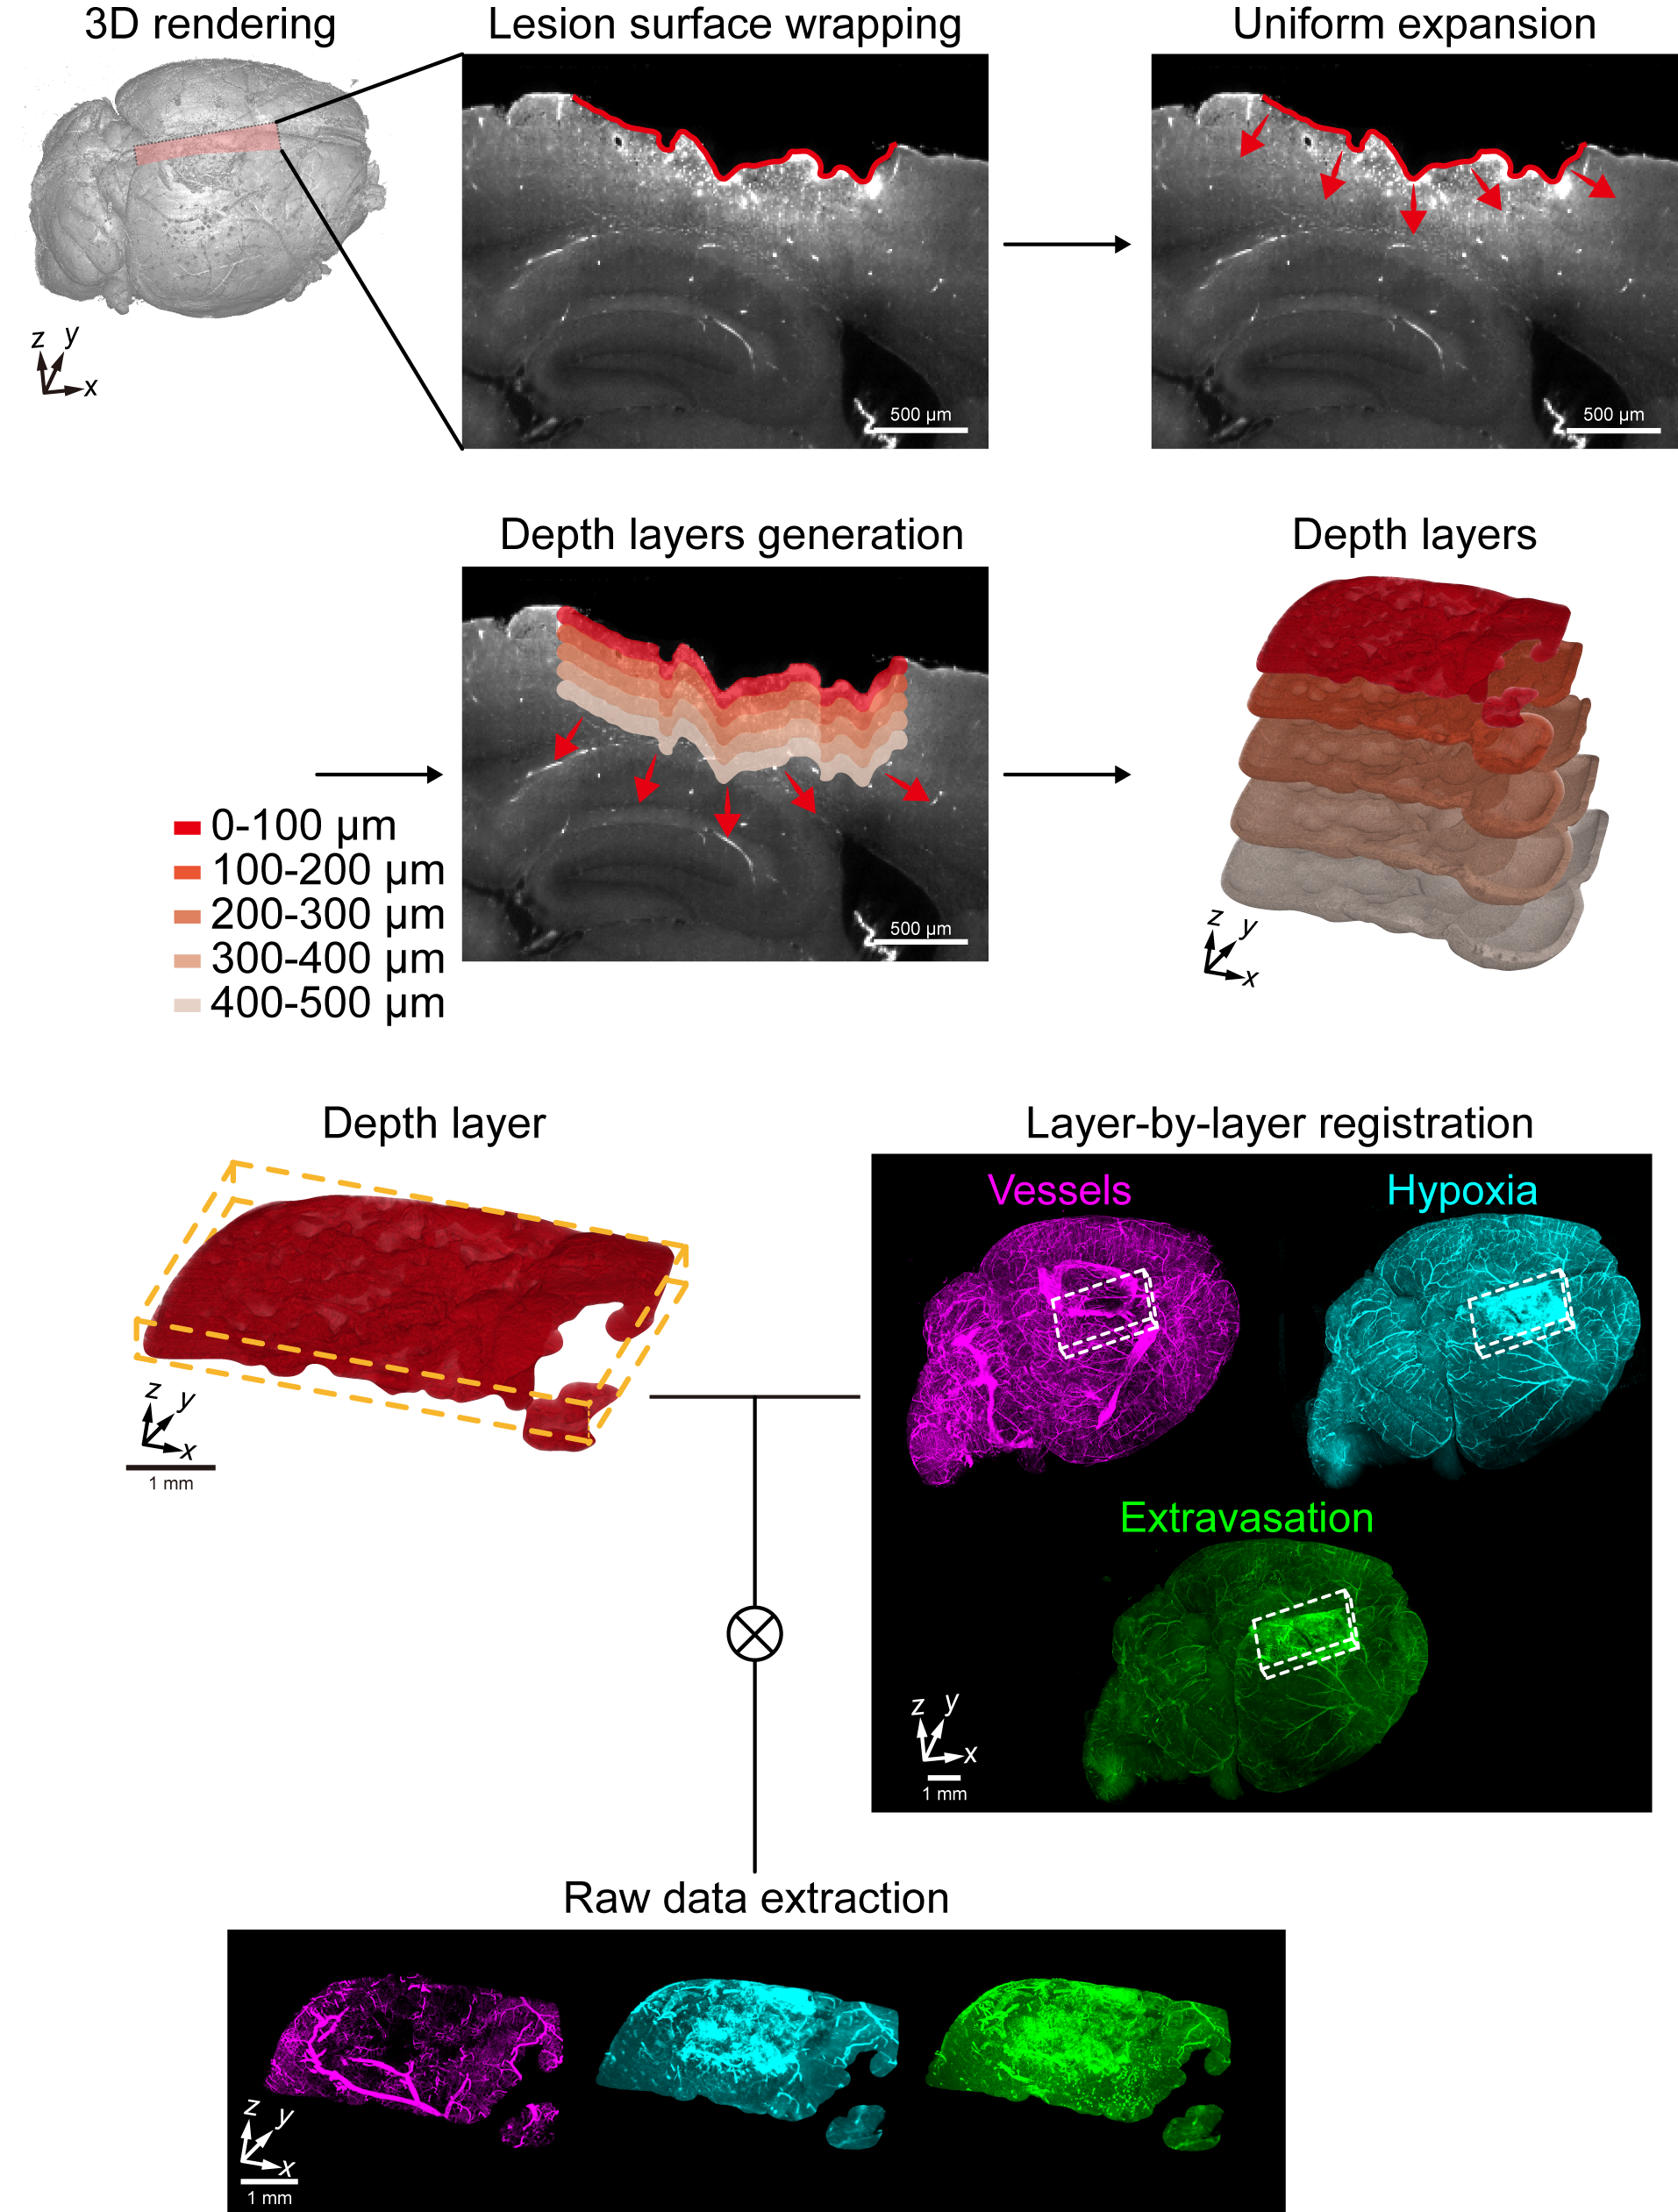 3D rendering
Lesion surface wrapping
Uniform expansion
z
y
x
500 µm
500 µm
Depth layers generation
Depth layers
0-100 µm
100-200 µm
200-300 µm
300-400 µm
400-500 µm
500 µm
z
y
x
Depth layer
Layer-by-layer registration
Vessels
Hypoxia
z
y
x
1 mm
Extravasation
z
y
x
1 mm
Raw data extraction
z
y
x
1 mm